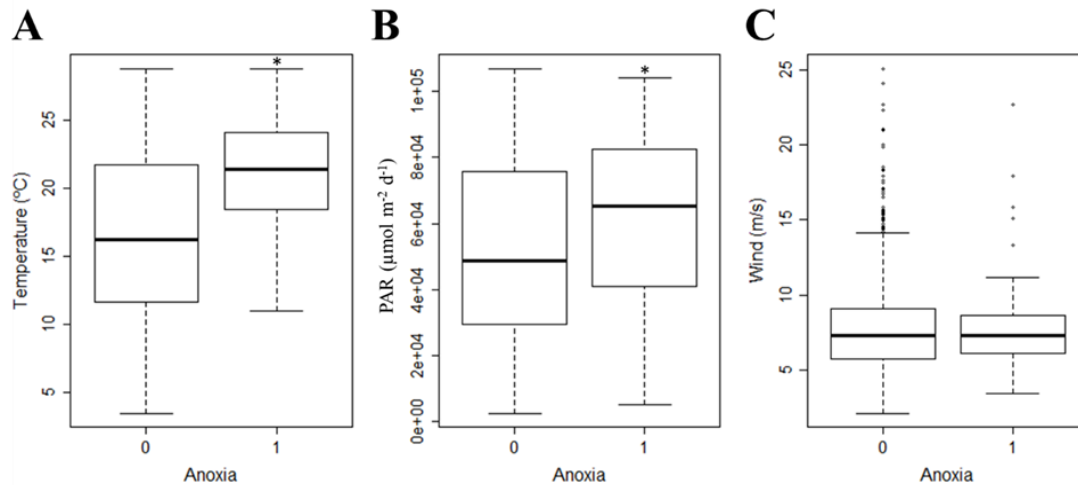 A
B
C
Temperature (ºC)
25
20
15
10
5
*
0
1
Anoxia
PAR (µmol m-2 d-1)
1e+05
8e+04
6e+04
4e+04
2e+04
0e+00
*
0
1
Anoxia
Wind (m/s)
25
20
15
10
5
0
1
Anoxia